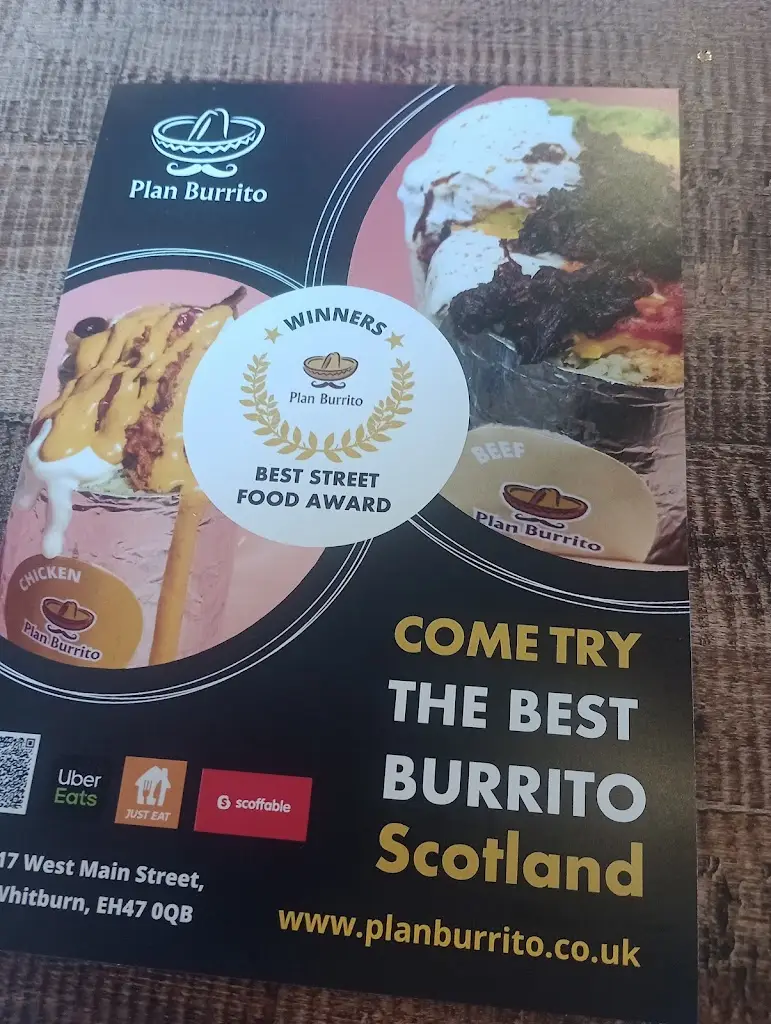 Plan Burrito
WINNERS
Plan Burrito
BEST STREET
FOOD AWARD
BEEF
Plan Burrito
CHICKEN
Plan Burrito
COME TRY
THE BEST
BURRITO
Scotland
Uber
Eats
JUST EAT
S scoffable
17 West Main Street,
Whitburn, EH47 0QB
www.planburrito.co.uk